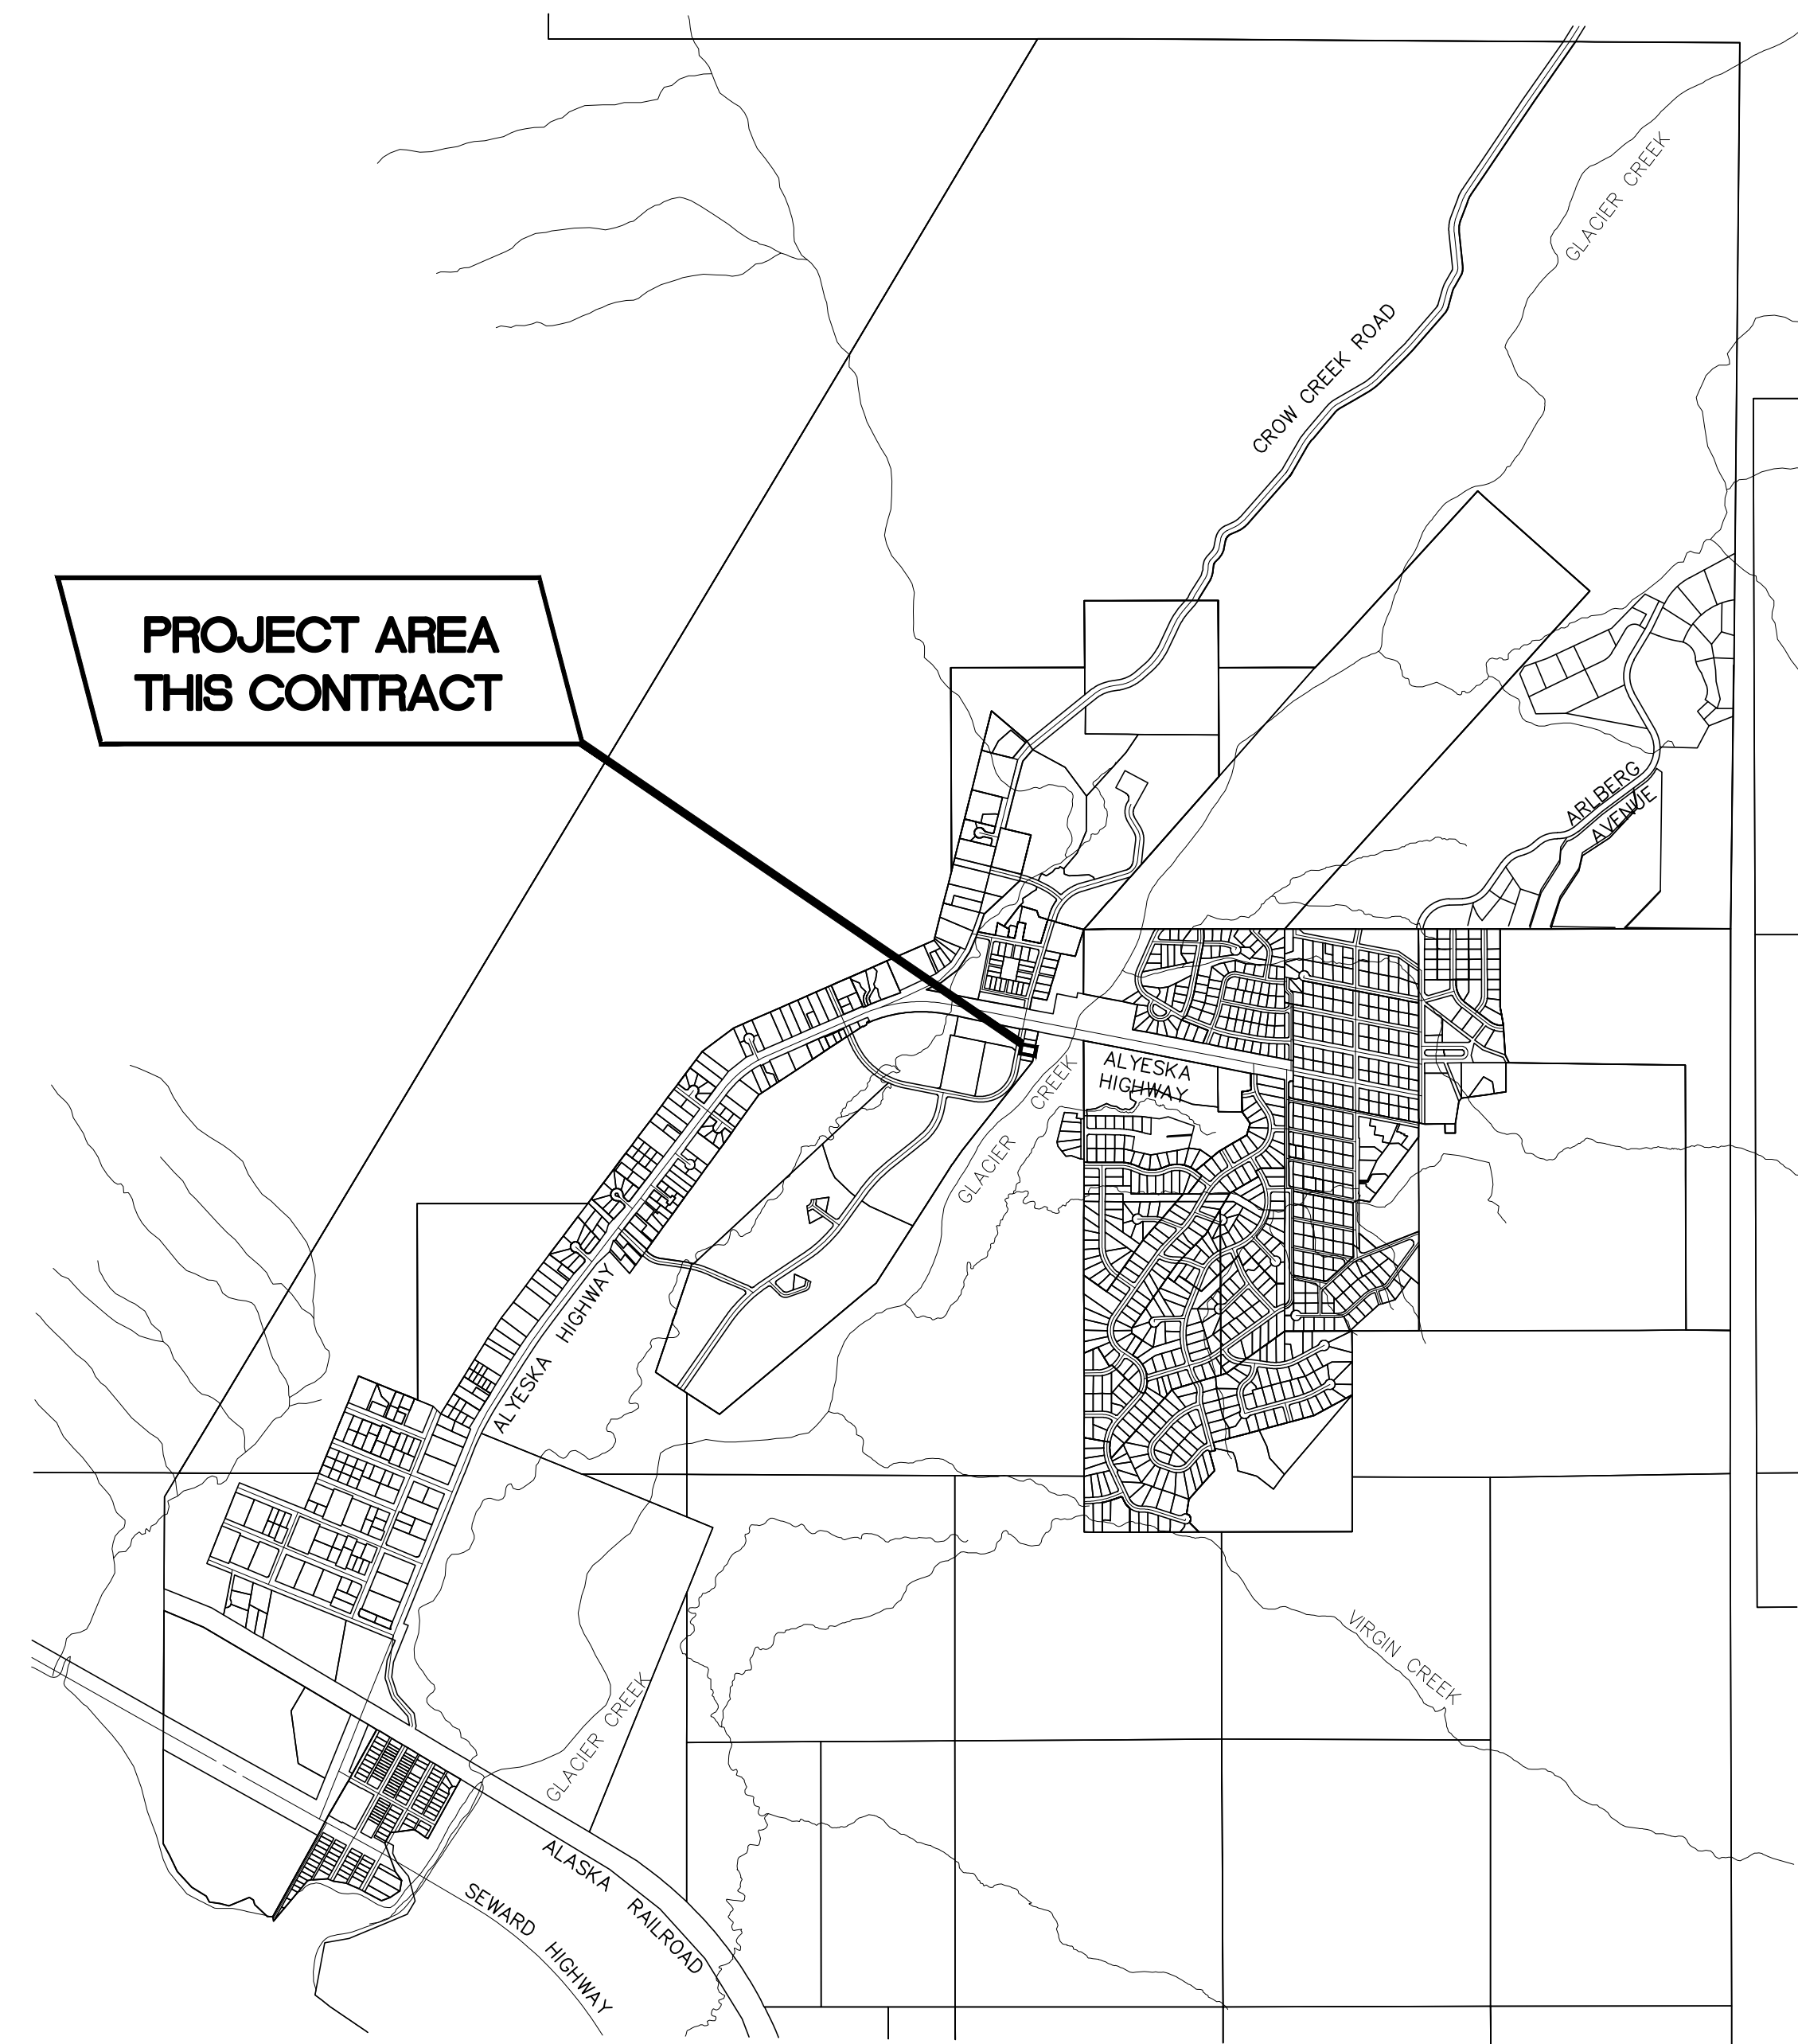 GLACIER CREEK
CROW CREEK ROAD
PROJECT AREA
THIS CONTRACT
ARLBERG
AVENUE
ALYESKA
HIGHWAY
GLACIER CREEK
ALYESKA HIGHWAY
VIRGIN CREEK
GLACIER CREEK
ALASKA RAILROAD
SEWARD HIGHWAY